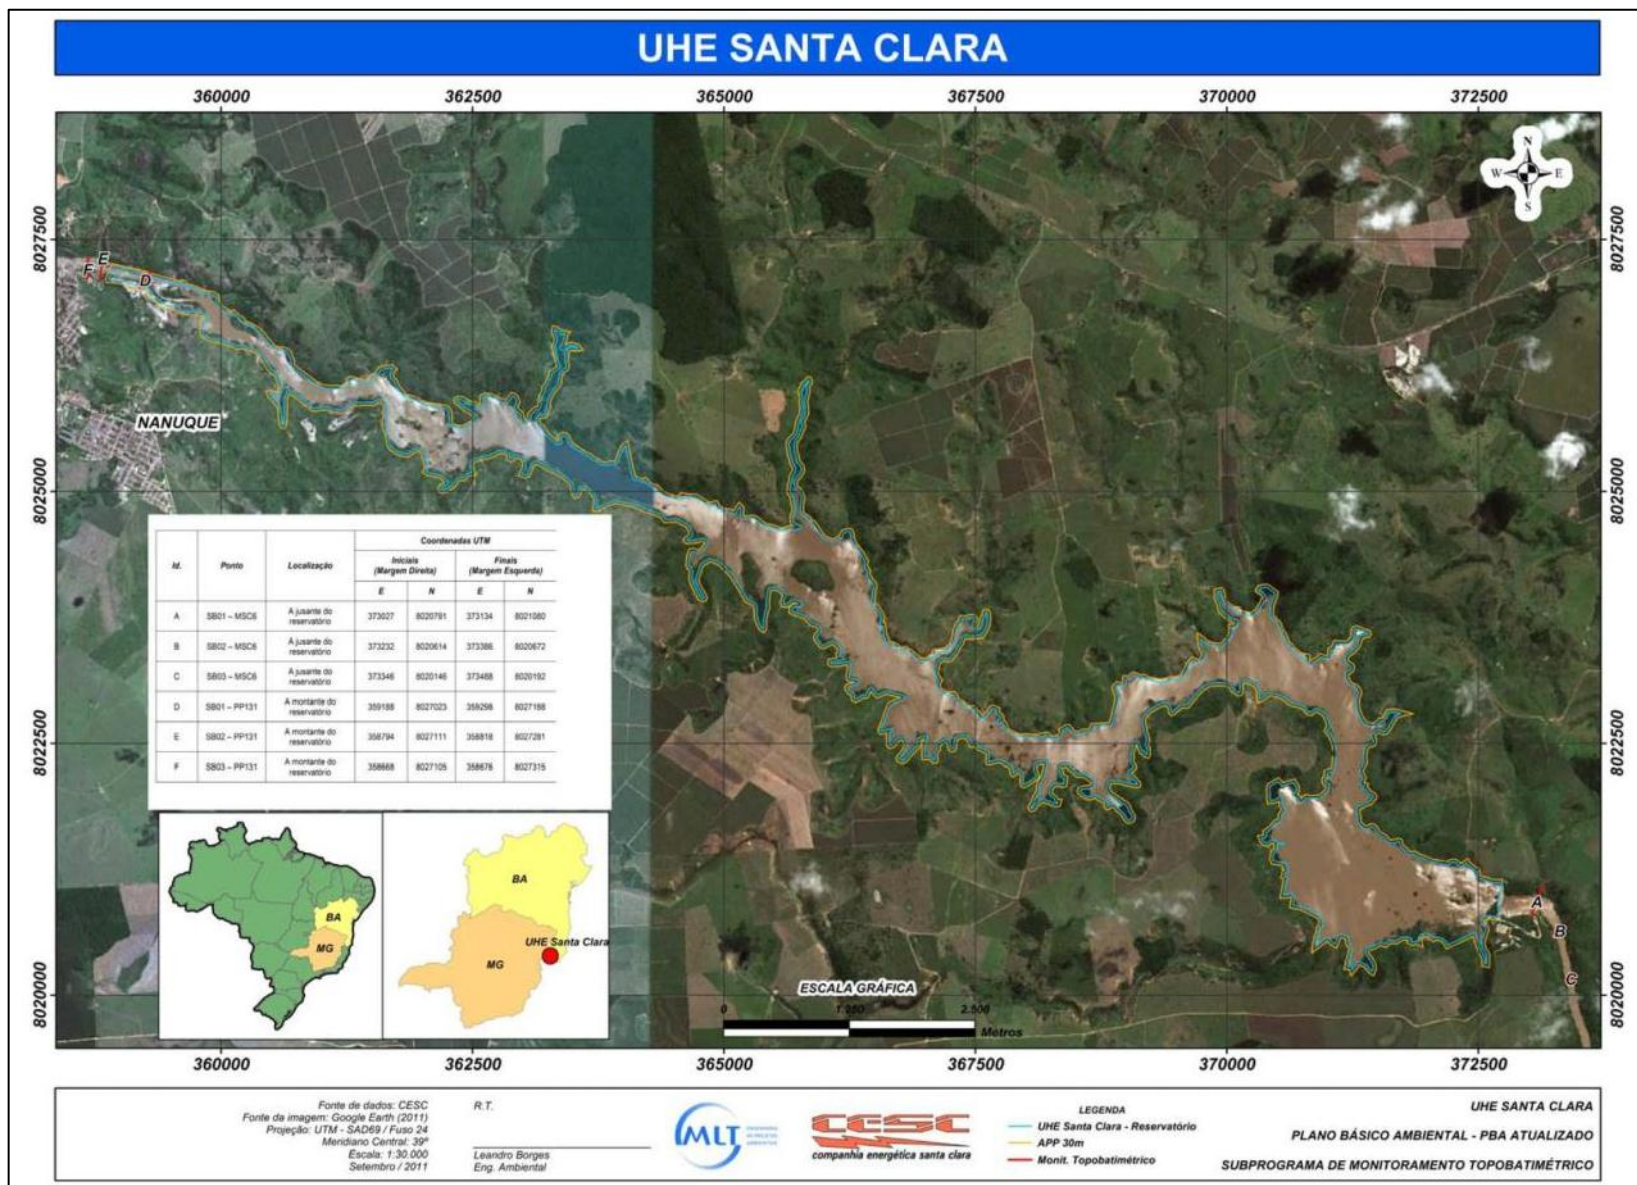 UHE SANTA CLARA
360000 362500 365000 367500 370000 372500
8027500 8027500
N
W E
S
F E D
NANUQUE
8025000 8025000
Id. Ponto Localização Coordenadas UTM
Iniciais (Margem Direita) Finais (Margem Esquerda)
E N E N
A SB01 – MSC6 A jusante do reservatório 373027 8020791 373134 8021080
B SB02 – MSC6 A jusante do reservatório 373232 8020614 373386 8020672
C SB03 – MSC6 A jusante do reservatório 373346 8020146 373488 8020192
D SB01 – PP131 A montante do reservatório 359188 8027023 359298 8027188
E SB02 – PP131 A montante do reservatório 358794 8027111 358818 8027281
F SB03 – PP131 A montante do reservatório 358668 8027105 358676 8027315
8022500 8022500
BA
MG
BA
MG
UHE Santa Clara
A
B
C
8020000 8020000
ESCALA GRÁFICA
0 1.250 2.500
Metros
360000 362500 365000 367500 370000 372500
Fonte de dados: CESC
Fonte da imagem: Google Earth (2011)
Projeção: UTM - SAD69 / Fuso 24
Meridiano Central: 39º
Escala: 1:30.000
Setembro / 2011
R.T.
Leandro Borges
Eng. Ambiental
MLT
CESC
companhia energética santa clara
LEGENDA
UHE Santa Clara - Reservatório
APP 30m
Monit. Topobatimétrico
UHE SANTA CLARA
PLANO BÁSICO AMBIENTAL - PBA ATUALIZADO
SUBPROGRAMA DE MONITORAMENTO TOPOBATIMÉTRICO